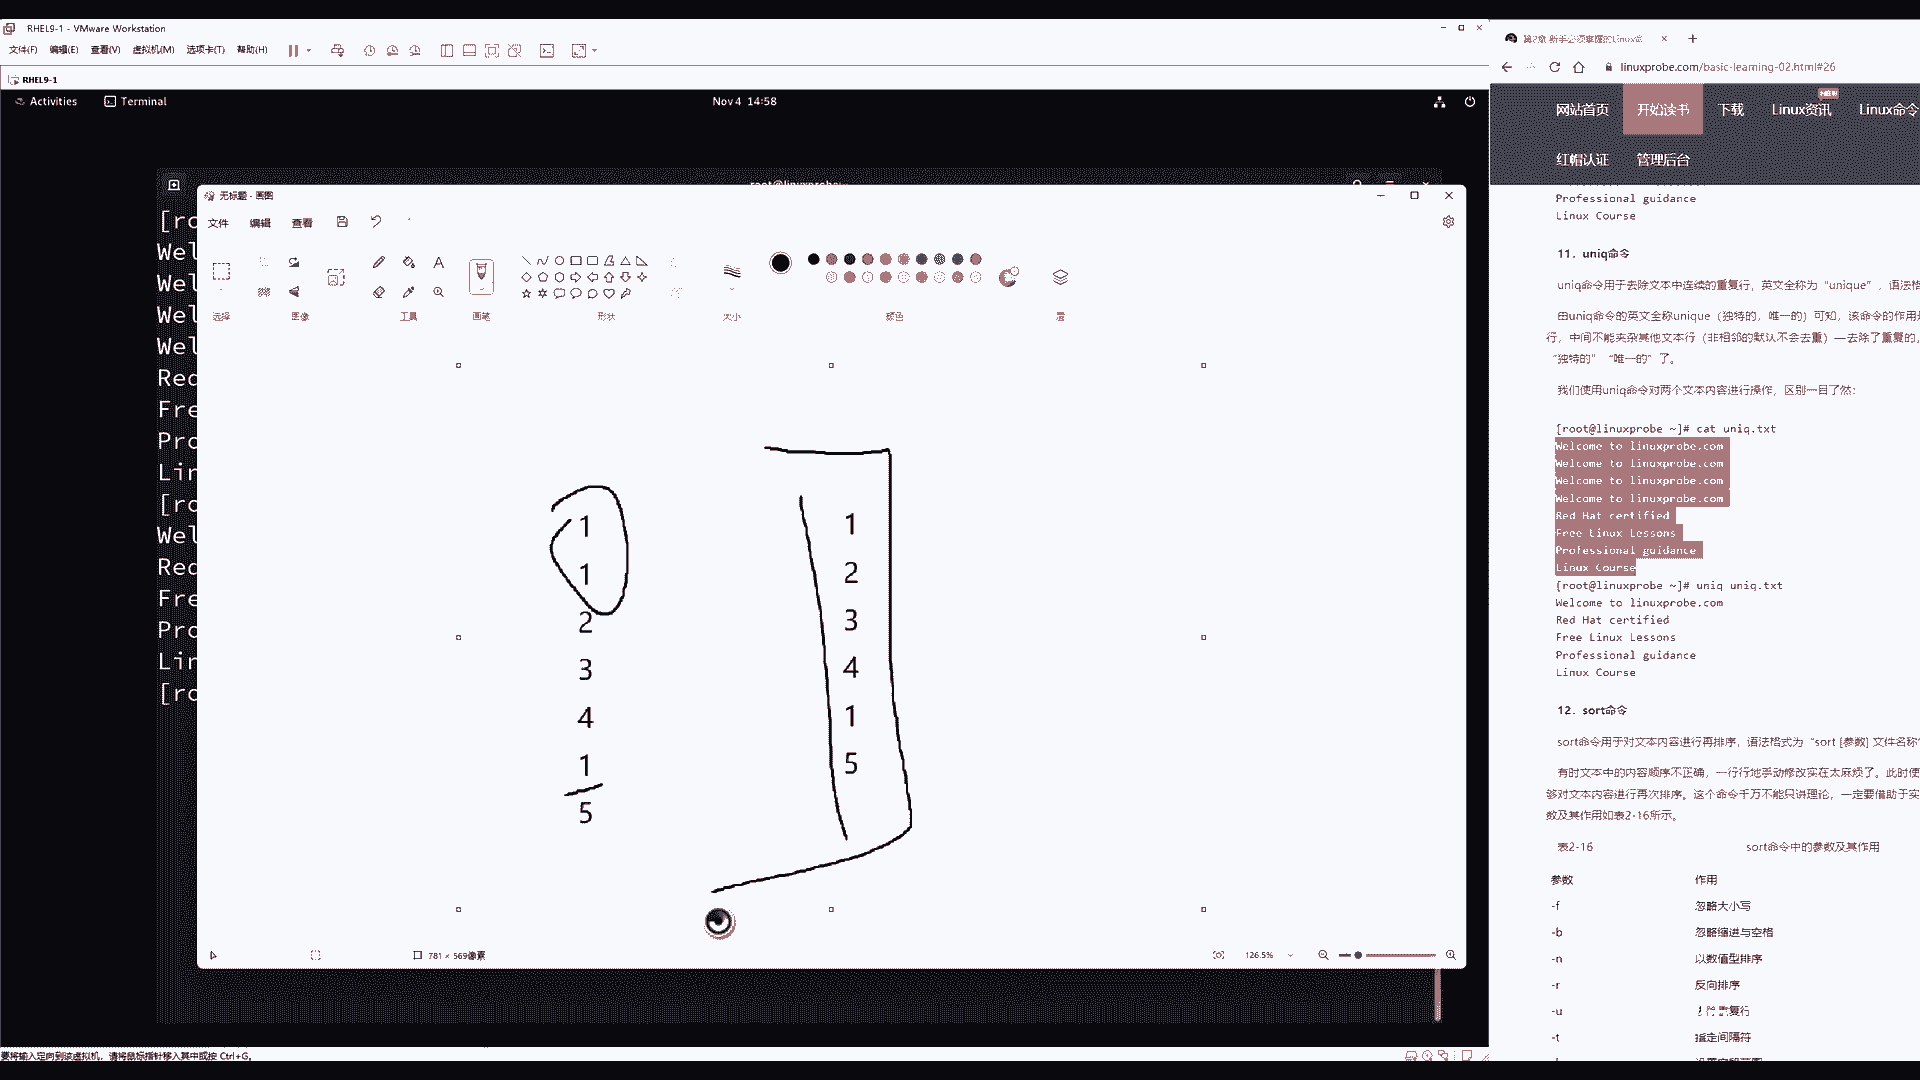 RHEL9-1 - VMware Workstation
文件(F) 编辑(E) 查看(V) 虚拟机(M) 选项卡(T) 帮助(H)
RHEL9-1
Activities Terminal Nov 4 14:58
[ro
Wel
Wel
Wel
Wel
Red
Fre
Pro
Lin
[ro
Wel
Red
Fre
Pro
Lin
[ro
无标题 - 画图
文件 编辑 查看
选择 图像 工具 画笔 形状 大小 颜色 层
1
1
2
3
4
1
5
1
2
3
4
1
5
781 × 569像素 126.5%
要将输入定向到该虚拟机，请将鼠标指针移入其中或按 Ctrl+G。
第2章 新手必须掌握的Linux命
linuxprobe.com/basic-learning-02.html#26
网站首页 开始读书 下载 Linux资讯 Linux命令
红帽认证 管理后台
Professional guidance
Linux Course
11. uniq命令
uniq命令用于去除文本中连续的重复行，英文全称为“unique”，语法格
由uniq命令的英文全称unique（独特的，唯一的）可知，该命令的作用是
行，中间不能夹杂其他文本行（非相邻的默认不会去重）—去除了重复的，
“独特的”“唯一的”了。
我们使用uniq命令对两个文本内容进行操作，区别一目了然：
[root@linuxprobe ~]# cat uniq.txt
Welcome to linuxprobe.com
Welcome to linuxprobe.com
Welcome to linuxprobe.com
Welcome to linuxprobe.com
Red Hat certified
Free Linux Lessons
Professional guidance
Linux Course
[root@linuxprobe ~]# uniq uniq.txt
Welcome to linuxprobe.com
Red Hat certified
Free Linux Lessons
Professional guidance
Linux Course
12. sort命令
sort命令用于对文本内容进行再排序，语法格式为“sort [参数] 文件名称”
有时文本中的内容顺序不正确，一行行地手动修改实在太麻烦了。此时使
够对文本内容进行再次排序。这个命令千万不能只讲理论，一定要借助于实
数及其作用如表2-16所示。
表2-16 sort命令中的参数及其作用
参数 作用
-f 忽略大小写
-b 忽略缩进与空格
-n 以数值型排序
-r 反向排序
-u 去除重复行
-t 指定间隔符